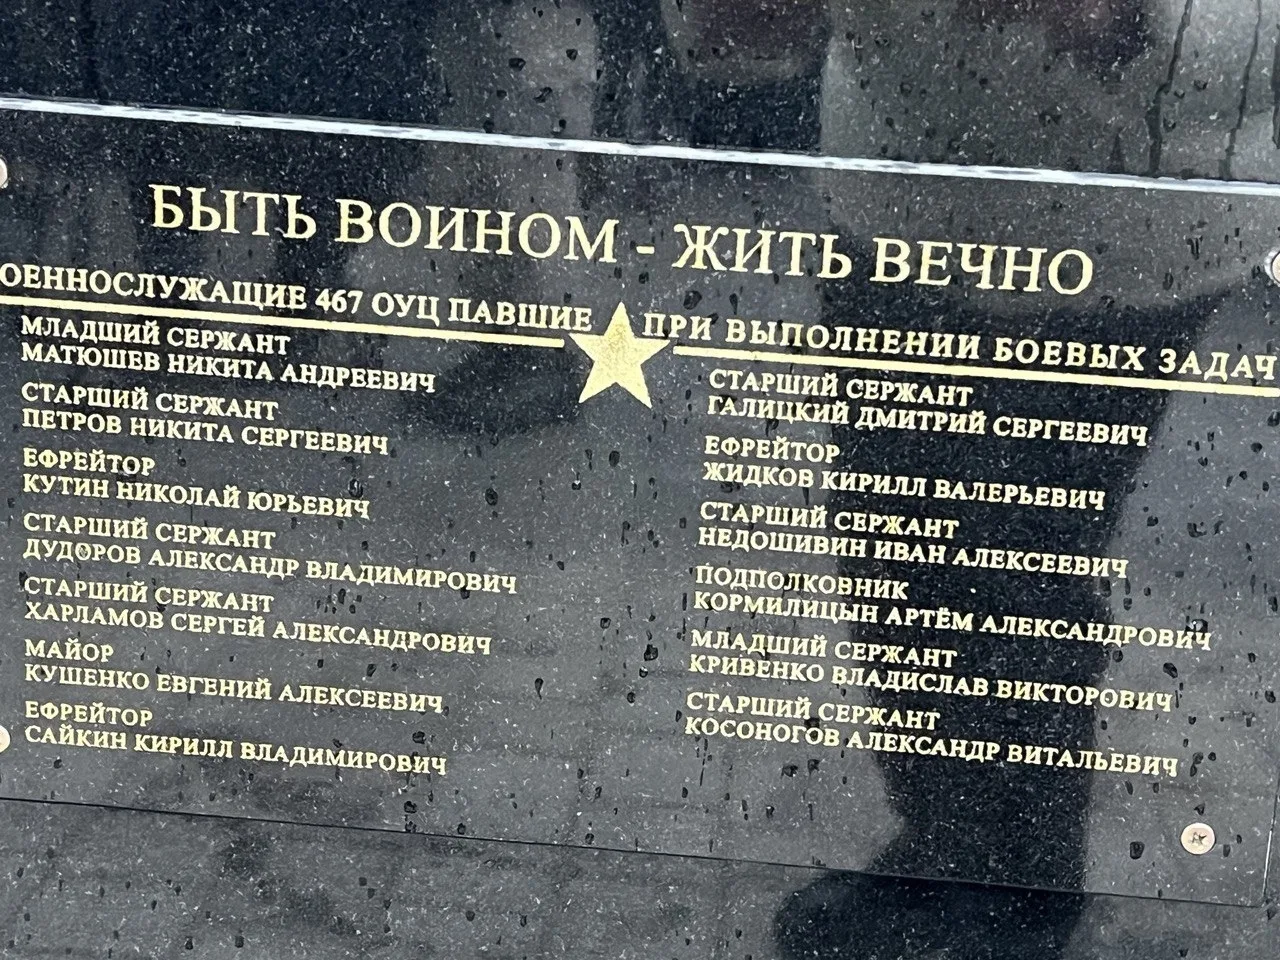 БЫТЬ ВОИНОМ - ЖИТЬ ВЕЧНО
ОЕННОСЛУЖАЩИЕ 467 ОУЦ ПАВШИЕ ПРИ ВЫПОЛНЕНИИ БОЕВЫХ ЗАДАЧ
МЛАДШИЙ СЕРЖАНТ
МАТЮШЕВ НИКИТА АНДРЕЕВИЧ
СТАРШИЙ СЕРЖАНТ
ПЕТРОВ НИКИТА СЕРГЕЕВИЧ
ЕФРЕЙТОР
КУТИН НИКОЛАЙ ЮРЬЕВИЧ
СТАРШИЙ СЕРЖАНТ
ДУДОРОВ АЛЕКСАНДР ВЛАДИМИРОВИЧ
СТАРШИЙ СЕРЖАНТ
ХАРЛАМОВ СЕРГЕЙ АЛЕКСАНДРОВИЧ
МАЙОР
КУШЕНКО ЕВГЕНИЙ АЛЕКСЕЕВИЧ
ЕФРЕЙТОР
САЙКИН КИРИЛЛ ВЛАДИМИРОВИЧ
СТАРШИЙ СЕРЖАНТ
ГАЛИЦКИЙ ДМИТРИЙ СЕРГЕЕВИЧ
ЕФРЕЙТОР
ЖИДКОВ КИРИЛЛ ВАЛЕРЬЕВИЧ
СТАРШИЙ СЕРЖАНТ
НЕДОШИВИН ИВАН АЛЕКСЕЕВИЧ
ПОДПОЛКОВНИК
КОРМИЛИЦЫН АРТЁМ АЛЕКСАНДРОВИЧ
МЛАДШИЙ СЕРЖАНТ
КРИВЕНКО ВЛАДИСЛАВ ВИКТОРОВИЧ
СТАРШИЙ СЕРЖАНТ
КОСОНОГОВ АЛЕКСАНДР ВИТАЛЬЕВИЧ